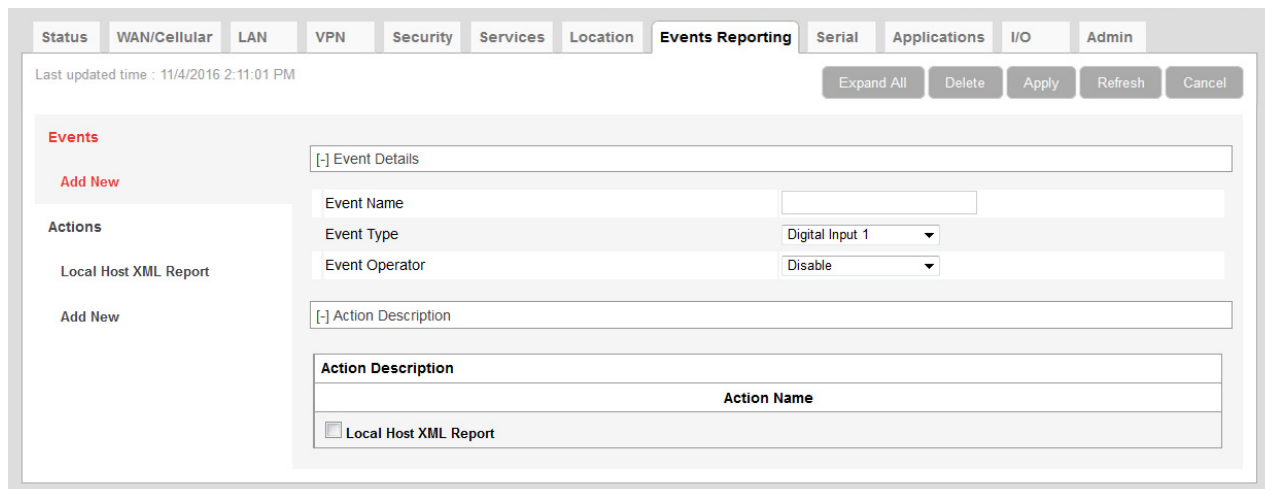 Status WAN/Cellular LAN VPN Security Services Location Events Reporting Serial Applications I/O Admin
Last updated time : 11/4/2016 2:11:01 PM
Expand All Delete Apply Refresh Cancel
Events
Add New
Actions
Local Host XML Report
Add New
[-] Event Details
Event Name
Event Type Digital Input 1
Event Operator Disable
[-] Action Description
Action Description
Action Name
Local Host XML Report